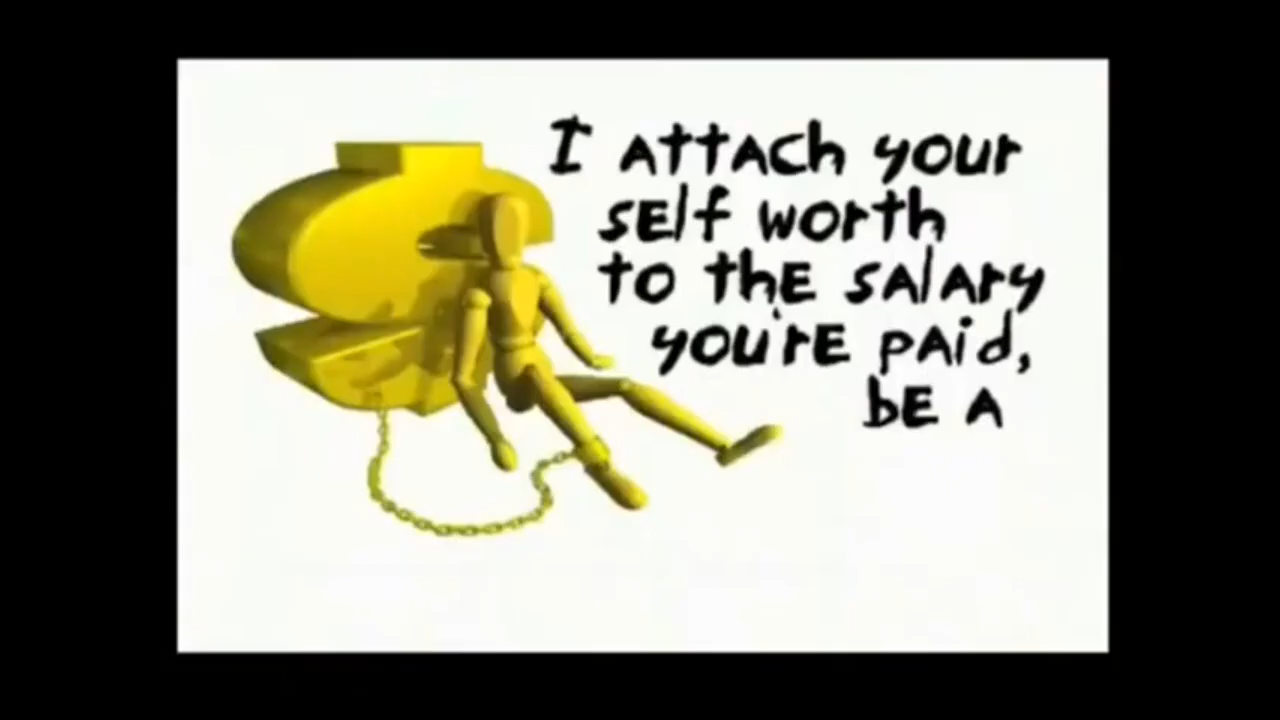 I ATTACh your
SElf worth
to thE SAlAry
you'rE pAid,
bE A